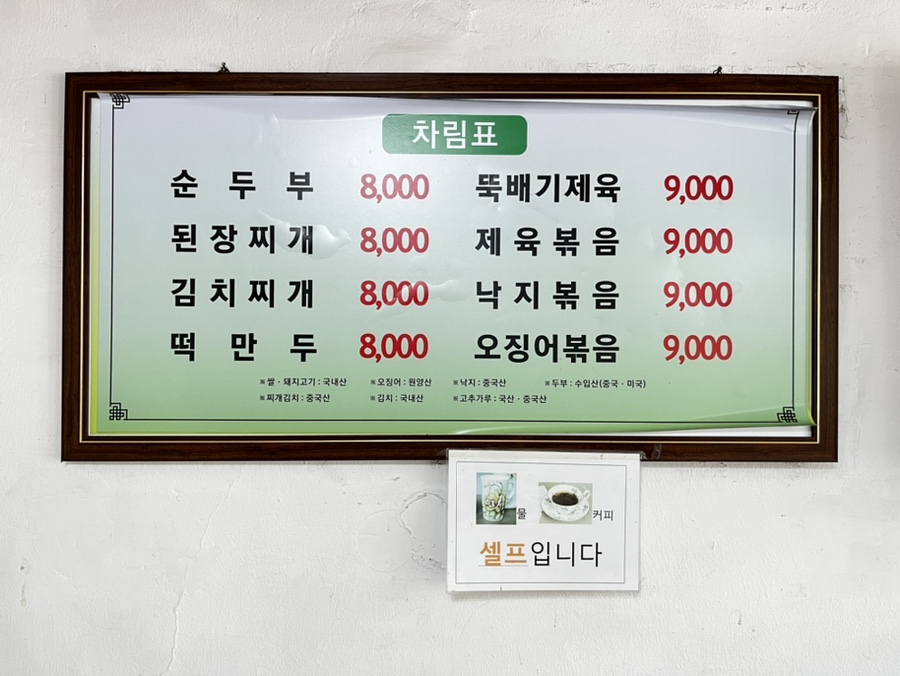 차림표
순두부 8,000 뚝배기제육 9,000
된장찌개 8,000 제육볶음 9,000
김치찌개 8,000 낙지볶음 9,000
떡만두 8,000 오징어볶음 9,000
※쌀·돼지고기 : 국내산 ※오징어 : 원양산 ※낙지 : 중국산 ※두부 : 수입산(중국·미국)
※찌개김치 : 중국산 ※김치 : 국내산 ※고추가루 : 국산·중국산
물 커피
셀프입니다